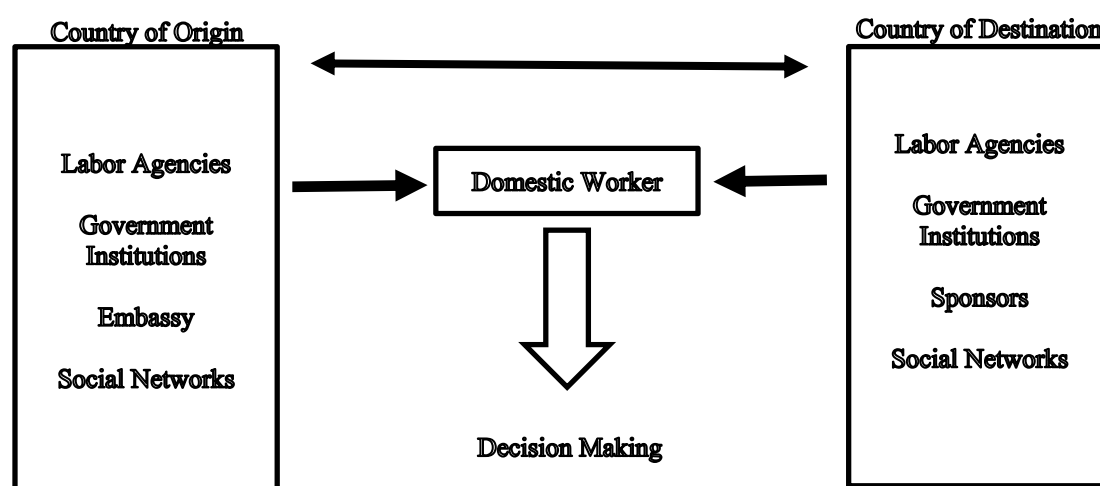 Country of Origin
Labor Agencies
Government
Institutions
Embassy
Social Networks
Domestic Worker
Decision Making
Country of Destination
Labor Agencies
Government
Institutions
Sponsors
Social Networks